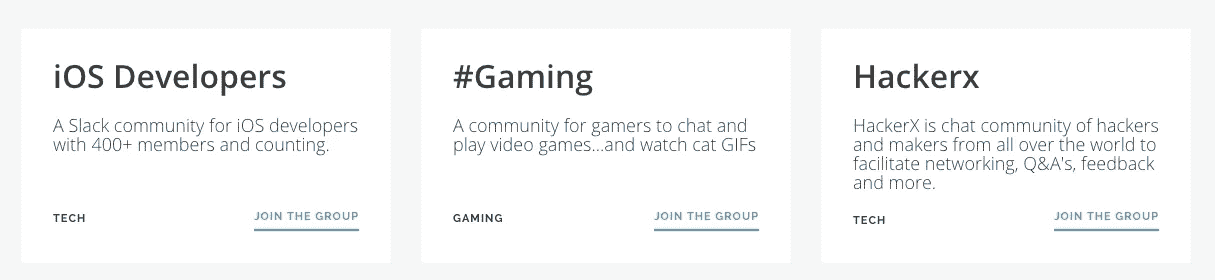 iOS Developers
A Slack community for iOS developers
with 400+ members and counting.
TECH
JOIN THE GROUP
#Gaming
A community for gamers to chat and
play video games...and watch cat GIFs
GAMING
JOIN THE GROUP
Hackerx
HackerX is chat community of hackers
and makers from all over the world to
facilitate networking, Q&A's, feedback
and more.
TECH
JOIN THE GROUP